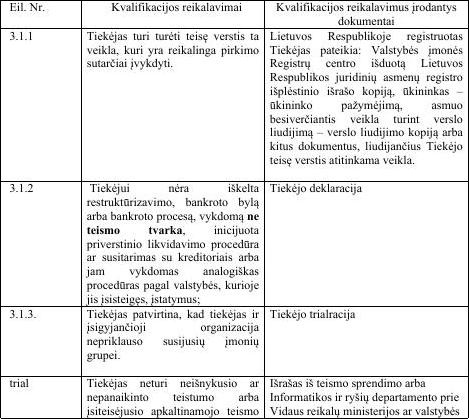 Eil. Nr.
Kvalifikacijos reikalavimai
Kvalifikacijos reikalavimus įrodantys
dokumentai
3.1.1
Tiekėjas turi turėti teisę verstis ta
veikla, kuri yra reikalinga pirkimo
sutarčiai įvykdyti.
Lietuvos Respublikoje registruotas
Tiekėjas pateikia: Valstybės įmonės
Registrų centro išduotą Lietuvos
Respublikos juridinių asmenų registro
išplėstinio išrašo kopiją, ūkininkas –
ūkininko pažymėjimą, asmuo
besiverčiantis veikla turint verslo
liudijimą – verslo liudijimo kopiją arba
kitus dokumentus, liudijančius Tiekėjo
teisę verstis atitinkama veikla.
3.1.2
Tiekėjui nėra iškelta
restruktūrizavimo, bankroto bylą
arba bankroto procesą, vykdomą ne
teismo tvarka, inicijuota
priverstinio likvidavimo procedūra
ar susitarimas su kreditoriais arba
jam vykdomas analogiškas
procedūras pagal valstybės, kurioje
jis įsisteigęs, įstatymus;
Tiekėjo deklaracija
3.1.3.
Tiekėjas patvirtina, kad tiekėjas ir
įsigyjančioji organizacija
nepriklauso susijusių įmonių
grupei.
Tiekėjo trialracija
trial
Tiekėjas neturi neišnykusio ar
nepanaikinto teistumo arba
įsiteisėjusio apkaltinamojo teismo
Išrašas iš teismo sprendimo arba
Informatikos ir ryšių departamento prie
Vidaus reikalų ministerijos ar valstybės